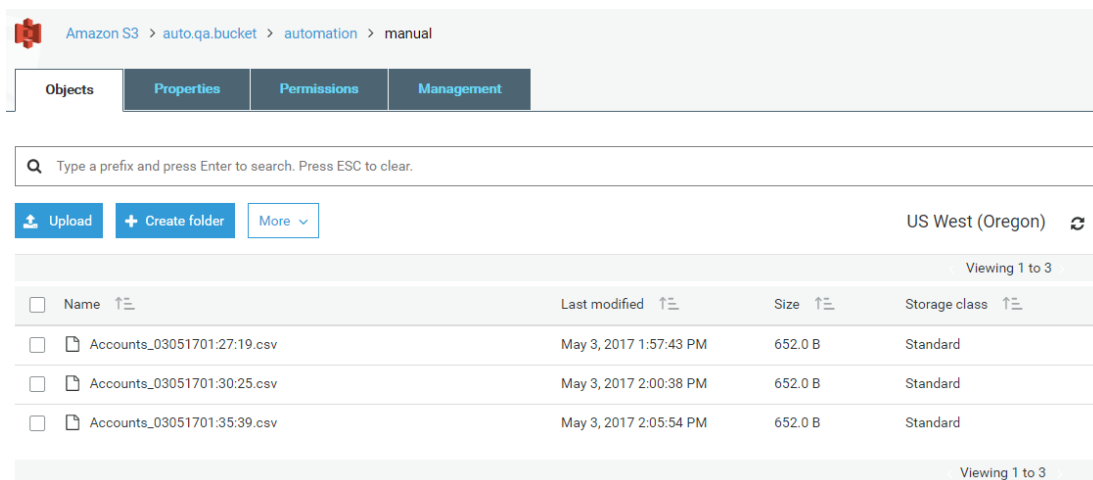 Amazon S3 > auto.qa.bucket > automation > manual
Objects Properties Permissions Management
Type a prefix and press Enter to search. Press ESC to clear.
Upload Create folder More US West (Oregon)
Viewing 1 to 3
Name Last modified Size Storage class
Accounts_03051701:27:19.csv May 3, 2017 1:57:43 PM 652.0 B Standard
Accounts_03051701:30:25.csv May 3, 2017 2:00:38 PM 652.0 B Standard
Accounts_03051701:35:39.csv May 3, 2017 2:05:54 PM 652.0 B Standard
Viewing 1 to 3